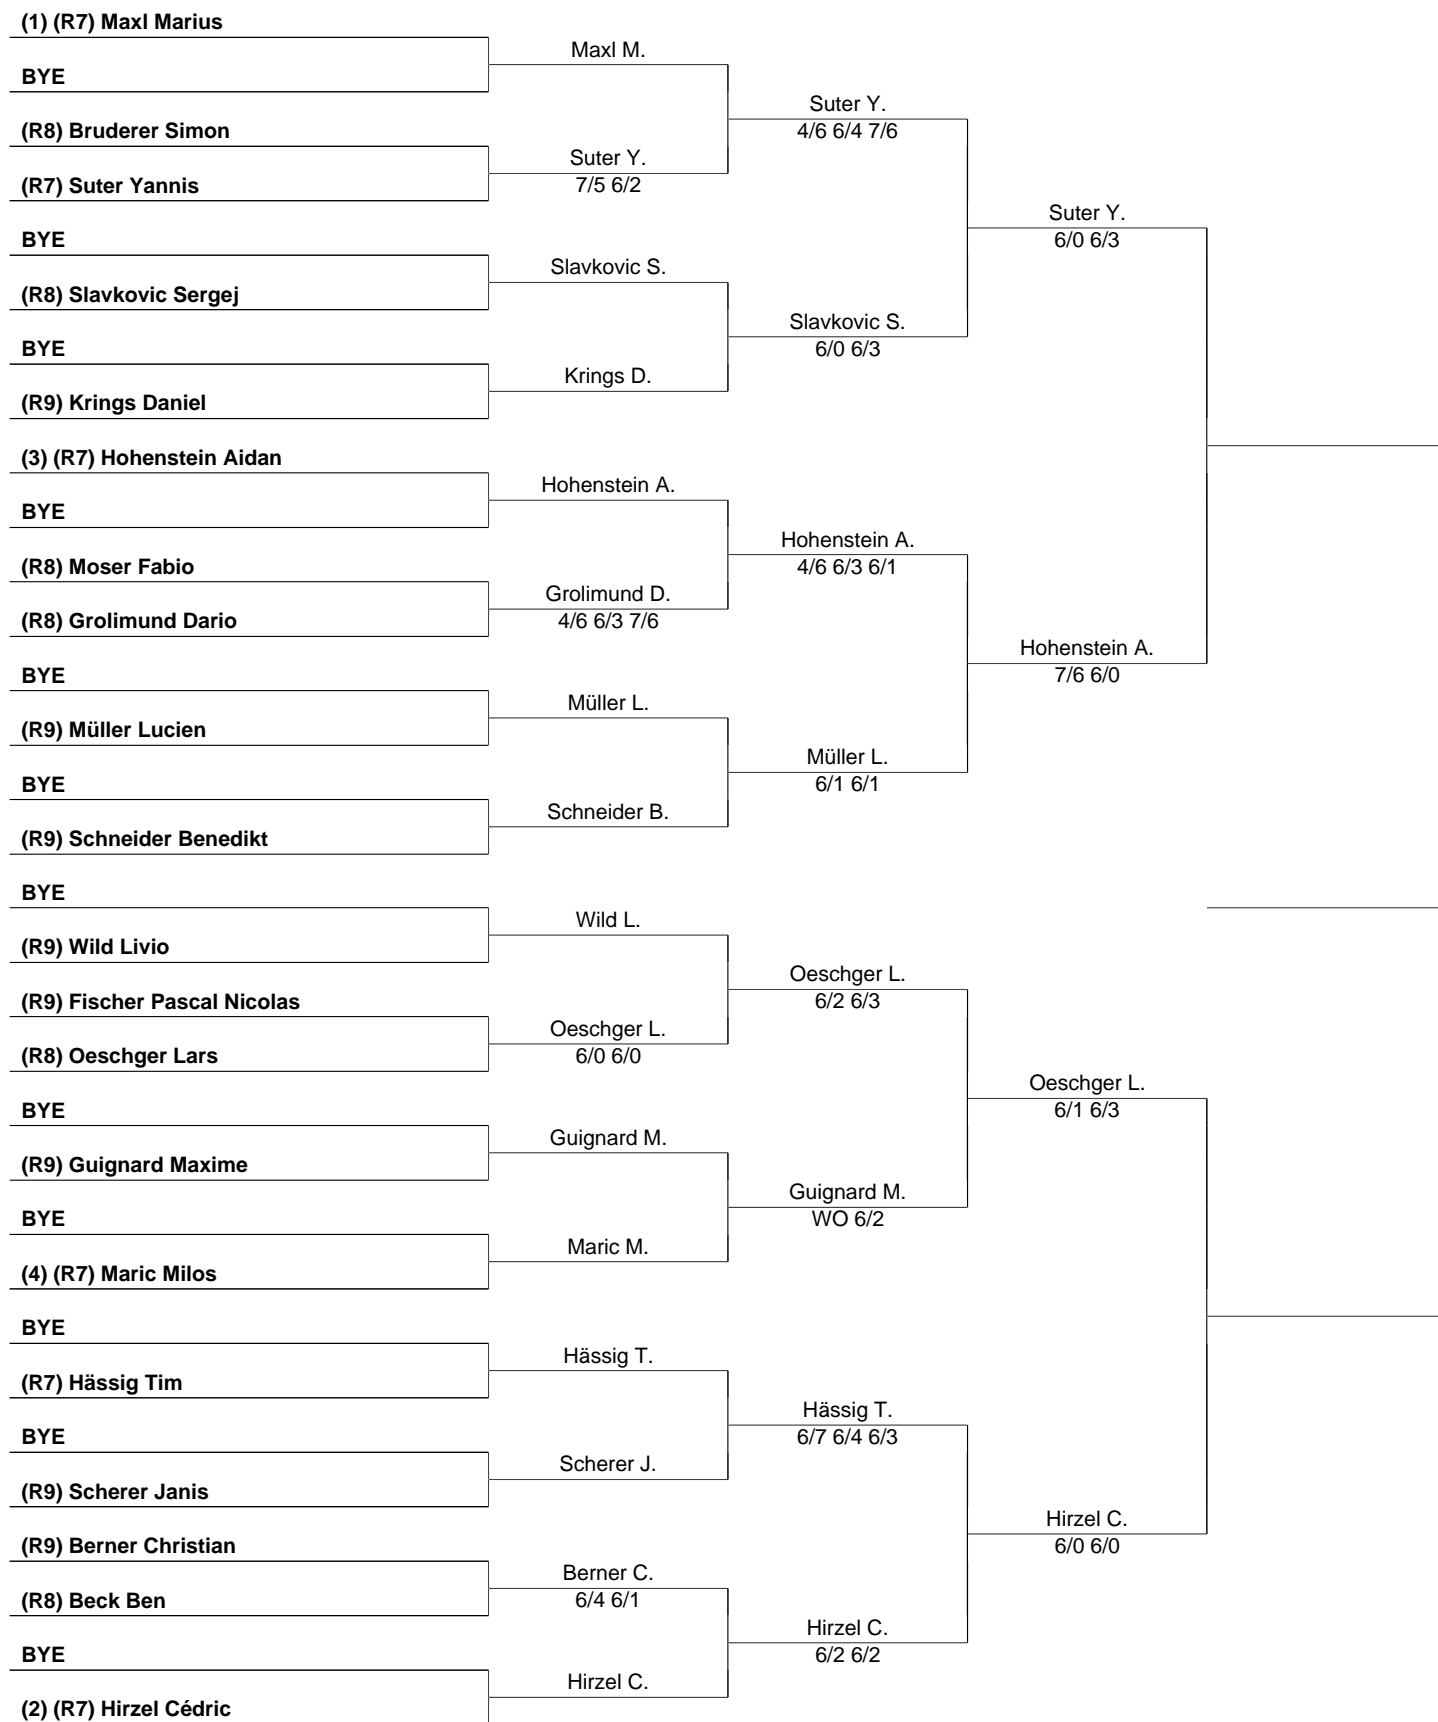 (1) (R7) Maxl Marius
BYE
(R8) Bruderer Simon
(R7) Suter Yannis
BYE
(R8) Slavkovic Sergej
BYE
(R9) Krings Daniel
(3) (R7) Hohenstein Aidan
BYE
(R8) Moser Fabio
(R8) Grolimund Dario
BYE
(R9) Müller Lucien
BYE
(R9) Schneider Benedikt
BYE
(R9) Wild Livio
(R9) Fischer Pascal Nicolas
(R8) Oeschger Lars
BYE
(R9) Guignard Maxime
BYE
(4) (R7) Maric Milos
BYE
(R7) Hässig Tim
BYE
(R9) Scherer Janis
(R9) Berner Christian
(R8) Beck Ben
BYE
(2) (R7) Hirzel Cédric
Maxl M.
Suter Y.
7/5 6/2
Slavkovic S.
Krings D.
Hohenstein A.
Grolimund D.
4/6 6/3 7/6
Müller L.
Schneider B.
Wild L.
Oeschger L.
6/0 6/0
Guignard M.
Maric M.
Hässig T.
Scherer J.
Berner C.
6/4 6/1
Hirzel C.
Suter Y.
4/6 6/4 7/6
Slavkovic S.
6/0 6/3
Hohenstein A.
4/6 6/3 6/1
Müller L.
6/1 6/1
Oeschger L.
6/2 6/3
Guignard M.
WO 6/2
Hässig T.
6/7 6/4 6/3
Hirzel C.
6/2 6/2
Suter Y.
6/0 6/3
Hohenstein A.
7/6 6/0
Oeschger L.
6/1 6/3
Hirzel C.
6/0 6/0